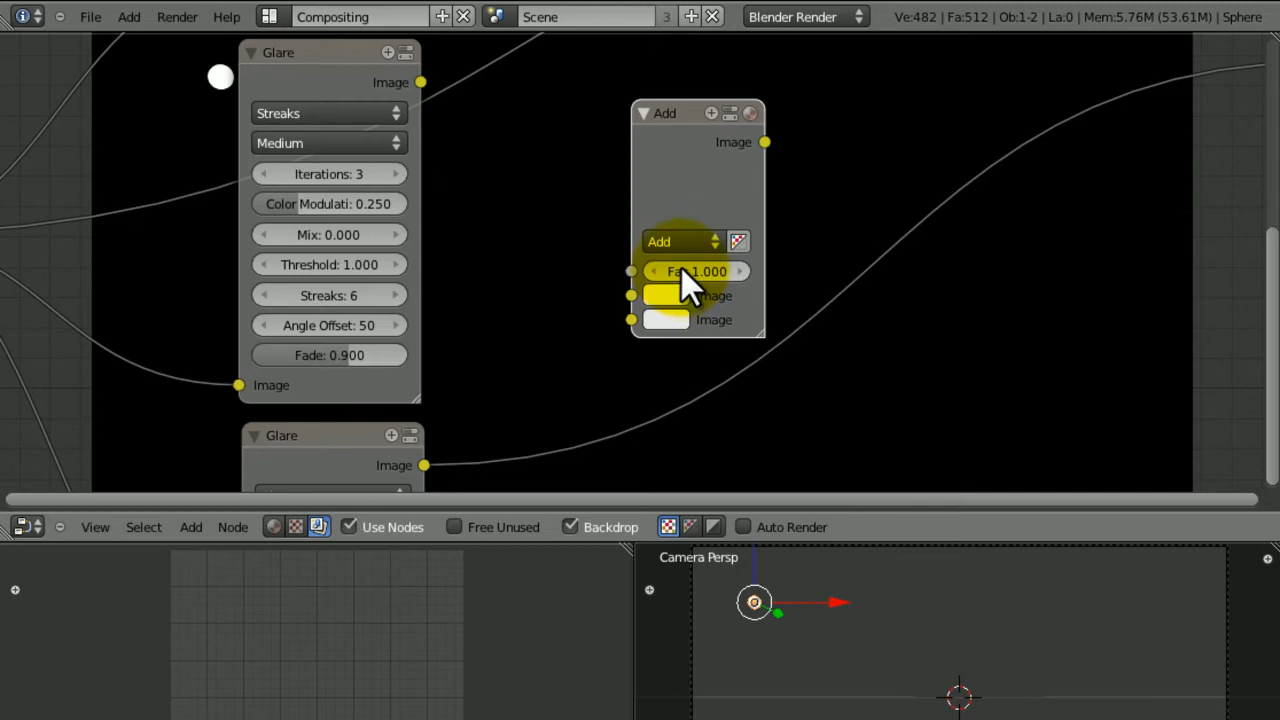 File Add Render Help Compositing Scene 3 Blender Render Ve:482 | Fa:512 | Ob:1-2 | La:0 | Mem:5.76M (53.61M) | Sphere
Glare
Image
Streaks
Medium
Iterations: 3
Color Modulati: 0.250
Mix: 0.000
Threshold: 1.000
Streaks: 6
Angle Offset: 50
Fade: 0.900
Image
Add
Image
Add
1.000
Image
Image
Glare
Image
View Select Add Node Use Nodes Free Unused Backdrop Auto Render
Camera Persp